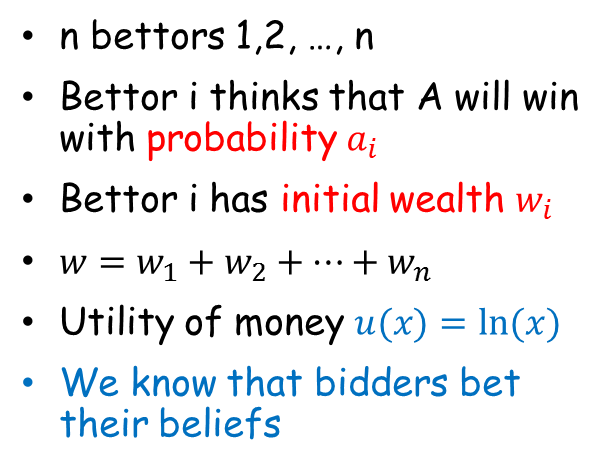 • n bettors 1,2, …, n
• Bettor i thinks that A will win
with probability aᵢ
• Bettor i has initial wealth wᵢ
• w = w₁ + w₂ + ⋯ + wₙ
• Utility of money u(x) = ln(x)
• We know that bidders bet
their beliefs